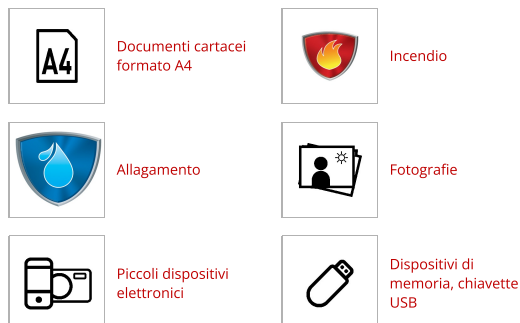 A4
Documenti cartacei
formato A4
Incendio
Allagamento
Fotografie
Piccoli dispositivi
elettronici
Dispositivi di
memoria, chiavette
USB